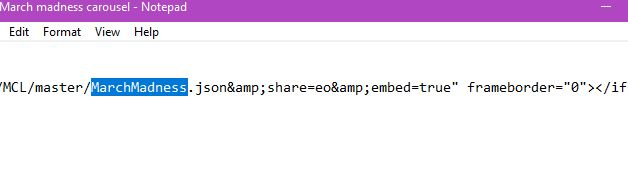 March madness carousel - Notepad
Edit Format View Help
/MCL/master/MarchMadness.json&amp;share=eo&amp;embed=true" frameborder="0"></if